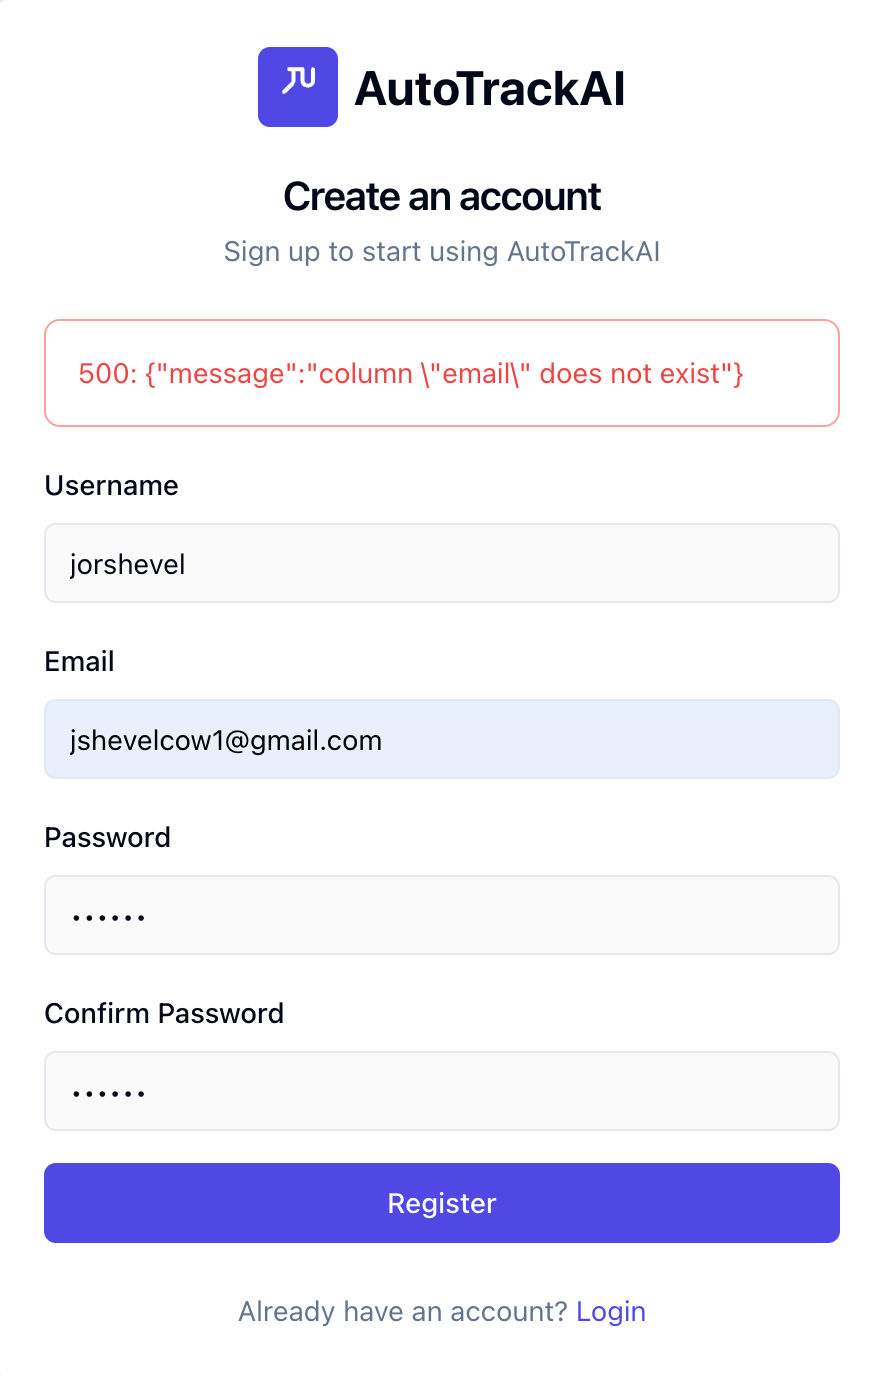 AutoTrackAI
Create an account
Sign up to start using AutoTrackAI
500: {"message":"column \"email\" does not exist"}
Username
jorshevel
Email
jshevelcow1@gmail.com
Password
••••••
Confirm Password
••••••
Register
Already have an account? Login